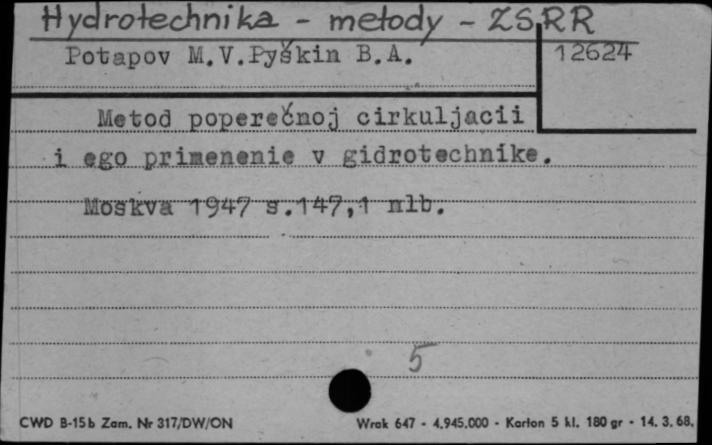 Hydrotechnika - metody - ZSRR
Potapov M.V.Pyškin B.A.
12624
Metod poperečnoj cirkuljacii
i ego primenenie v gidrotechnike.
Moskva 1947 s.147,1 nlb.
5
CWD B-15b Zam. Nr 317/DW/ON
Wrak 647 - 4.945.000 - Karton 5 kl. 180 gr - 14. 3. 68.